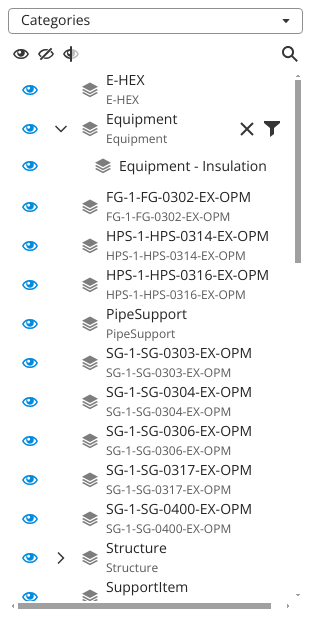 Categories
E-HEX
E-HEX
Equipment
Equipment
Equipment - Insulation
FG-1-FG-0302-EX-OPM
FG-1-FG-0302-EX-OPM
HPS-1-HPS-0314-EX-OPM
HPS-1-HPS-0314-EX-OPM
HPS-1-HPS-0316-EX-OPM
HPS-1-HPS-0316-EX-OPM
PipeSupport
PipeSupport
SG-1-SG-0303-EX-OPM
SG-1-SG-0303-EX-OPM
SG-1-SG-0304-EX-OPM
SG-1-SG-0304-EX-OPM
SG-1-SG-0306-EX-OPM
SG-1-SG-0306-EX-OPM
SG-1-SG-0317-EX-OPM
SG-1-SG-0317-EX-OPM
SG-1-SG-0400-EX-OPM
SG-1-SG-0400-EX-OPM
Structure
Structure
SupportItem